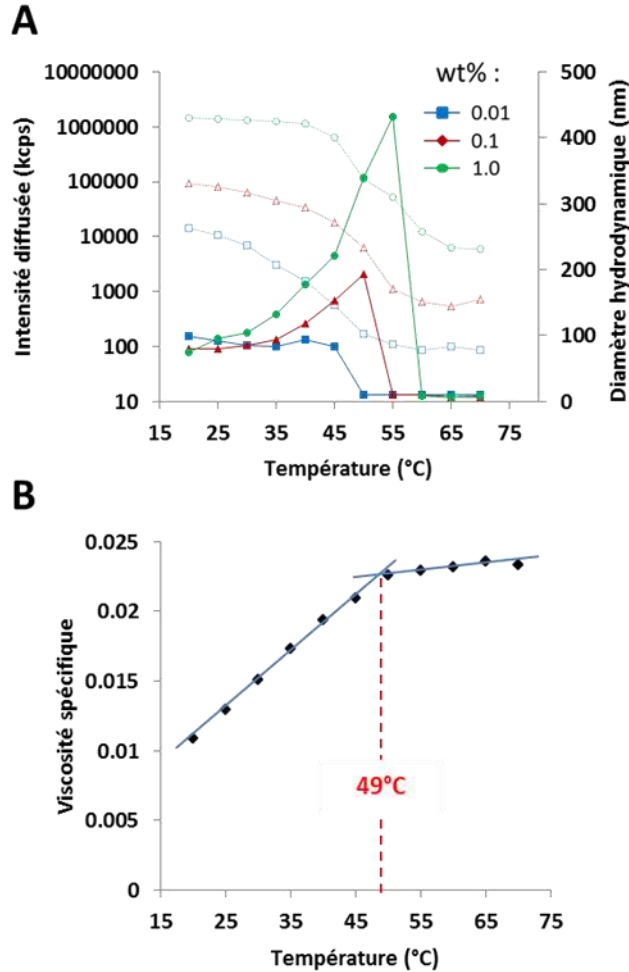 A
Intensité diffusée (kcps)
10000000
1000000
100000
10000
1000
100
10
15 25 35 45 55 65 75
Température (°C)
500
400
300
200
100
0
Diamètre hydrodynamique (nm)
wt% :
0.01
0.1
1.0
B
Viscosité spécifique
0.025
0.02
0.015
0.01
0.005
0
49°C
15 25 35 45 55 65 75
Température (°C)